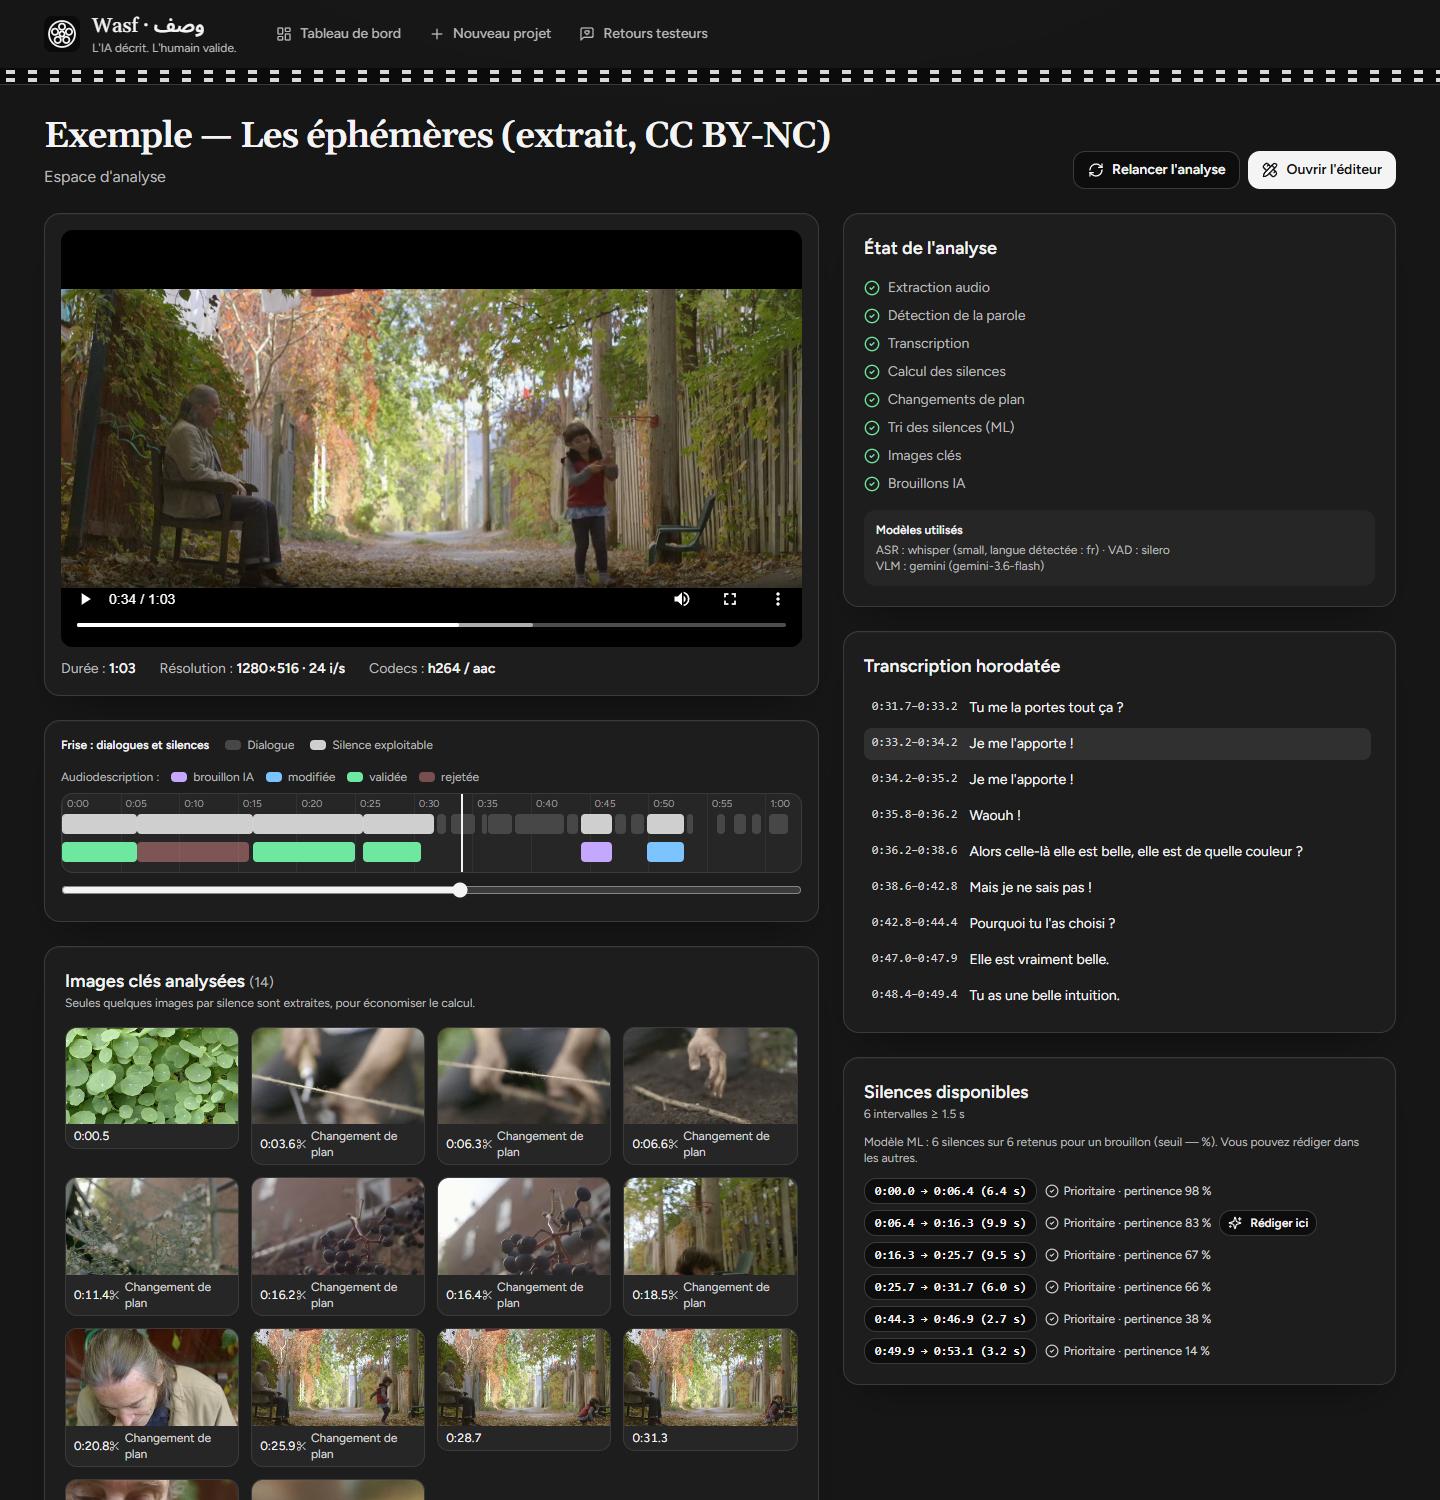 Wasf · وصف
L'IA décrit. L'humain valide.
Tableau de bord
Nouveau projet
Retours testeurs
Exemple — Les éphémères (extrait, CC BY-NC)
Espace d'analyse
Relancer l'analyse
Ouvrir l'éditeur
0:34 / 1:03
Durée : 1:03 Résolution : 1280×516 · 24 i/s Codecs : h264 / aac
Frise : dialogues et silences Dialogue Silence exploitable
Audiodescription : brouillon IA modifiée validée rejetée
0:00 0:05 0:10 0:15 0:20 0:25 0:30 0:35 0:40 0:45 0:50 0:55 1:00
Images clés analysées (14)
Seules quelques images par silence sont extraites, pour économiser le calcul.
0:00.5
0:03.6 Changement de
plan
0:06.3 Changement de
plan
0:06.6 Changement de
plan
0:11.4 Changement de
plan
0:16.2 Changement de
plan
0:16.4 Changement de
plan
0:18.5 Changement de
plan
0:20.8 Changement de
plan
0:25.9 Changement de
plan
0:28.7
0:31.3
État de l'analyse
Extraction audio
Détection de la parole
Transcription
Calcul des silences
Changements de plan
Tri des silences (ML)
Images clés
Brouillons IA
Modèles utilisés
ASR : whisper (small, langue détectée : fr) · VAD : silero
VLM : gemini (gemini-3.6-flash)
Transcription horodatée
0:31.7–0:33.2 Tu me la portes tout ça ?
0:33.2–0:34.2 Je me l'apporte !
0:34.2–0:35.2 Je me l'apporte !
0:35.8–0:36.2 Waouh !
0:36.2–0:38.6 Alors celle-là elle est belle, elle est de quelle couleur ?
0:38.6–0:42.8 Mais je ne sais pas !
0:42.8–0:44.4 Pourquoi tu l'as choisi ?
0:47.0–0:47.9 Elle est vraiment belle.
0:48.4–0:49.4 Tu as une belle intuition.
Silences disponibles
6 intervalles ≥ 1.5 s
Modèle ML : 6 silences sur 6 retenus pour un brouillon (seuil — %). Vous pouvez rédiger dans
les autres.
0:00.0 → 0:06.4 (6.4 s) Prioritaire · pertinence 98 %
0:06.4 → 0:16.3 (9.9 s) Prioritaire · pertinence 83 % Rédiger ici
0:16.3 → 0:25.7 (9.5 s) Prioritaire · pertinence 67 %
0:25.7 → 0:31.7 (6.0 s) Prioritaire · pertinence 66 %
0:44.3 → 0:46.9 (2.7 s) Prioritaire · pertinence 38 %
0:49.9 → 0:53.1 (3.2 s) Prioritaire · pertinence 14 %